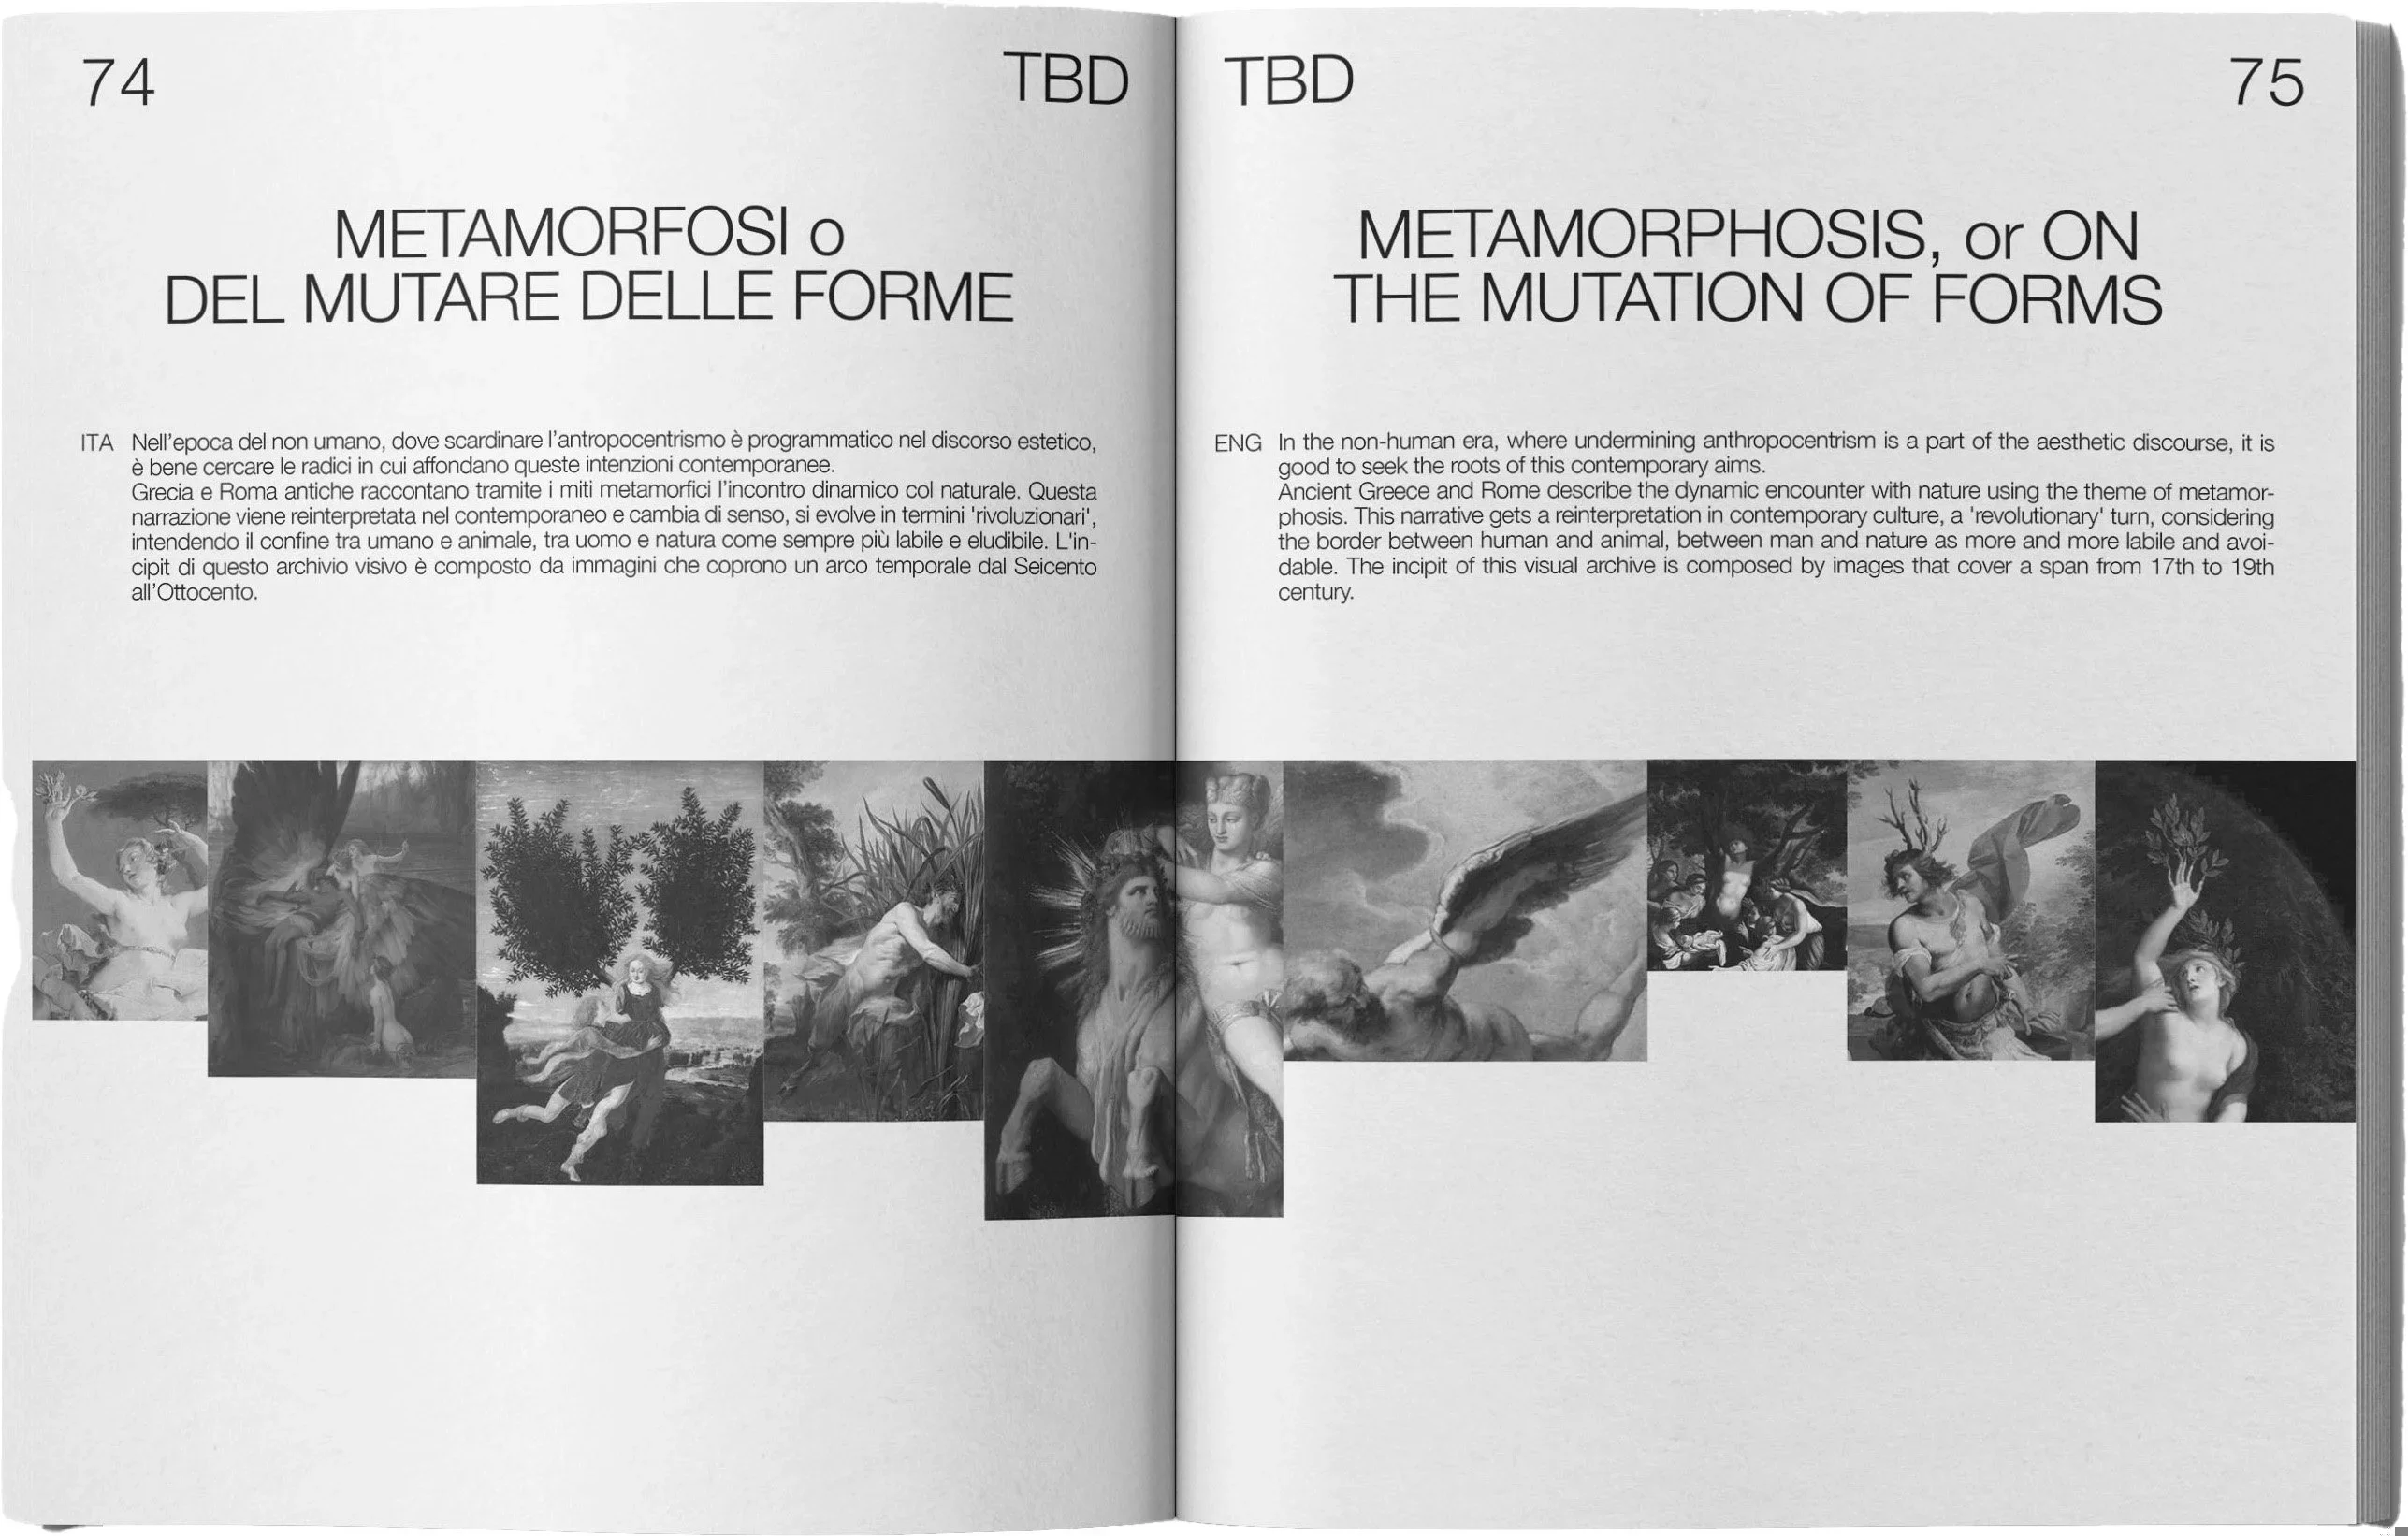 74
TBD
METAMORFOSI o
DEL MUTARE DELLE FORME
ITA
Nell'epoca del non umano, dove scardinare l'antropocentrismo è programmatico nel discorso estetico,
è bene cercare le radici in cui affondano queste intenzioni contemporanee.
Grecia e Roma antiche raccontano tramite i miti metamorfici l'incontro dinamico col naturale. Questa
narrazione viene reinterpretata nel contemporaneo e cambia di senso, si evolve in termini 'rivoluzionari',
intendendo il confine tra umano e animale, tra uomo e natura come sempre più labile e eludibile. L'in-
cipit di questo archivio visivo è composto da immagini che coprono un arco temporale dal Seicento
all'Ottocento.
TBD
75
METAMORPHOSIS, or ON
THE MUTATION OF FORMS
ENG
In the non-human era, where undermining anthropocentrism is a part of the aesthetic discourse, it is
good to seek the roots of this contemporary aims.
Ancient Greece and Rome describe the dynamic encounter with nature using the theme of metamor-
phosis. This narrative gets a reinterpretation in contemporary culture, a 'revolutionary' turn, considering
the border between human and animal, between man and nature as more and more labile and avoi-
dable. The incipit of this visual archive is composed by images that cover a span from 17th to 19th
century.